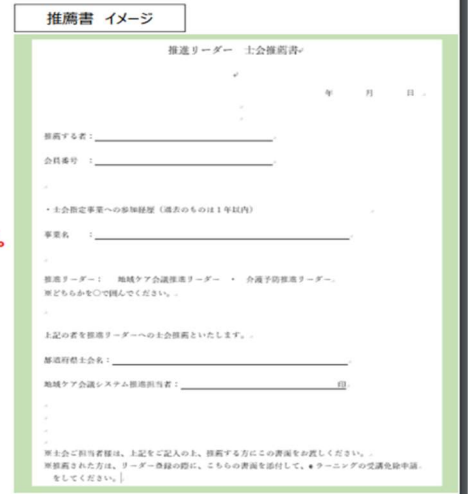 推薦書 イメージ
推進リーダー 士会推薦書
年 月 日
推薦する者:
会員番号 :
・士会指定事業への参加経歴(過去のものは1年以内)
事業名 :
推進リーダー: 地域ケア会議推進リーダー ・ 介護予防推進リーダー
※どちらかを○で囲んでください。
上記の者を推進リーダーへの士会推薦といたします。
都道府県士会名:
地域ケア会議システム推進担当者: 印
※士会ご担当者様は、上記をご記入の上、推薦する方にこの書面をお渡しください。
※推薦された方は、リーダー登録の際に、こちらの書面を添付して、eラーニングの受講免除申請
をしてください。